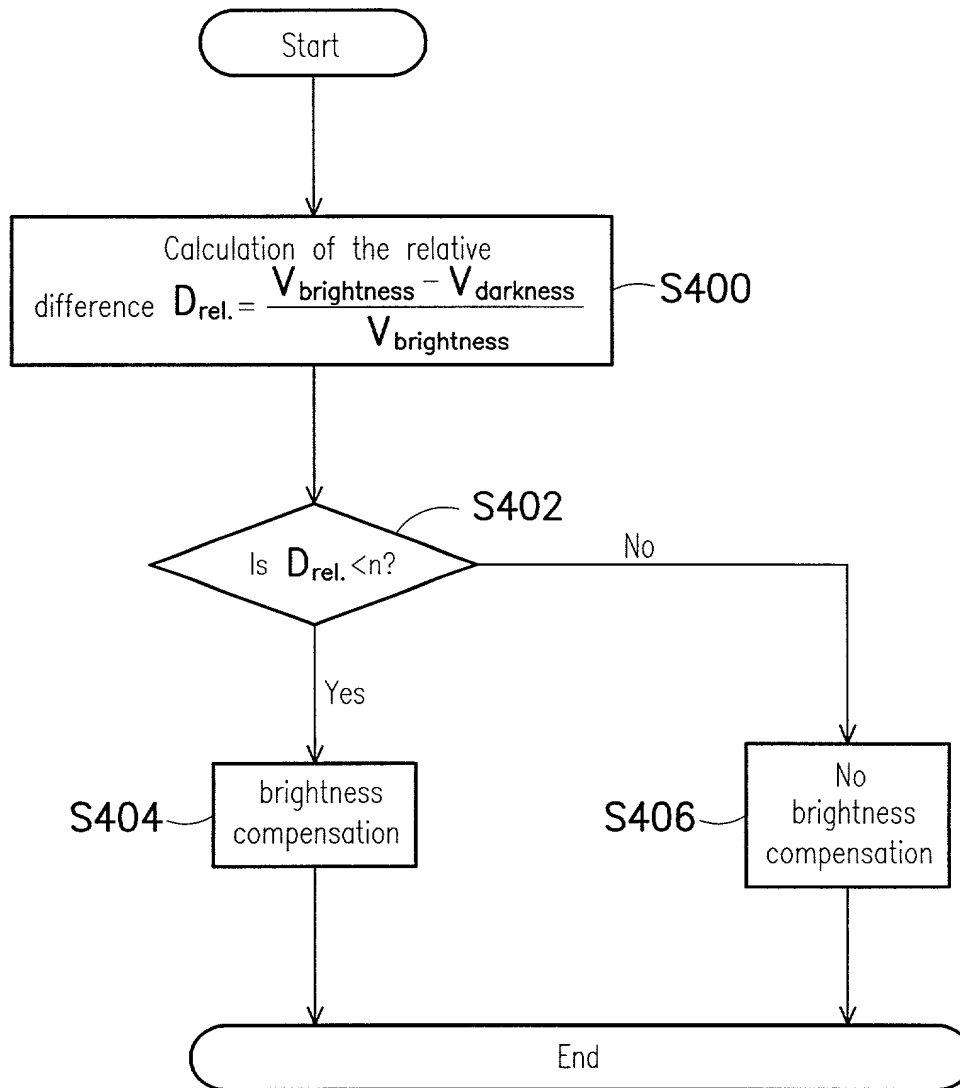 Start
Calculation of the relative
difference D_rel. = (V_brightness − V_darkness) / V_brightness
S400
S402
Is D_rel. <n?
No
Yes
S404
brightness
compensation
S406
No
brightness
compensation
End